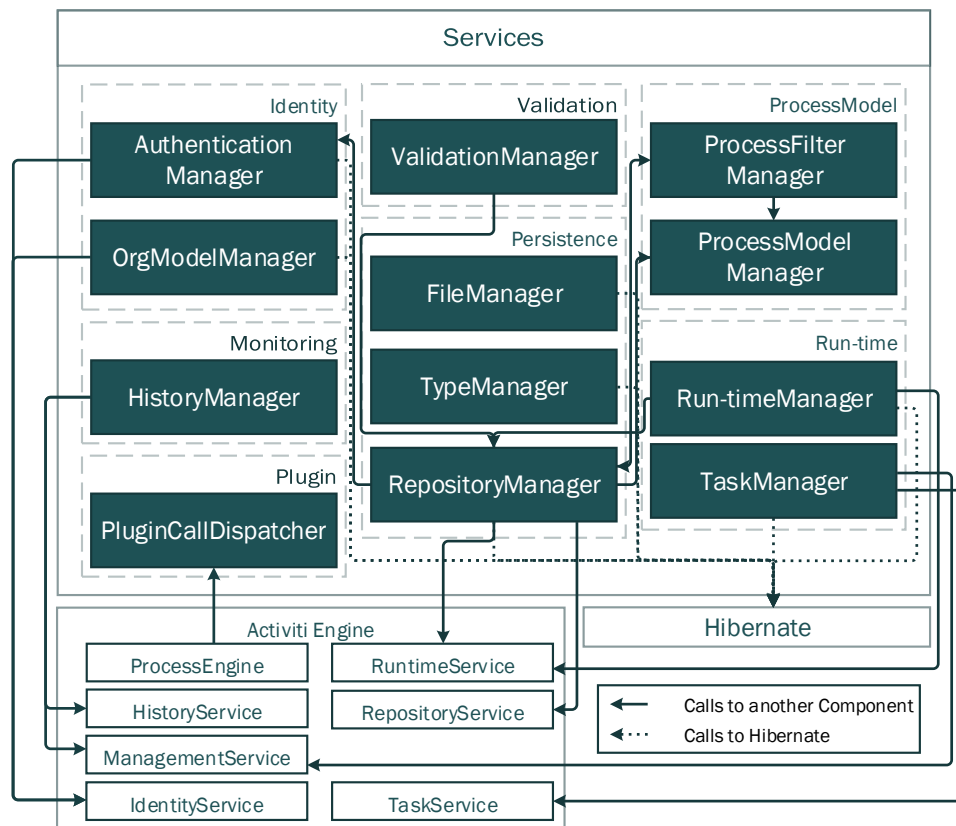 Services
Identity
Authentication
Manager
OrgModelManager
Monitoring
HistoryManager
Plugin
PluginCallDispatcher
Validation
ValidationManager
Persistence
FileManager
TypeManager
RepositoryManager
ProcessModel
ProcessFilter
Manager
ProcessModel
Manager
Run-time
Run-timeManager
TaskManager
Hibernate
Activiti Engine
ProcessEngine
RuntimeService
HistoryService
RepositoryService
ManagementService
IdentityService
TaskService
Calls to another Component
Calls to Hibernate